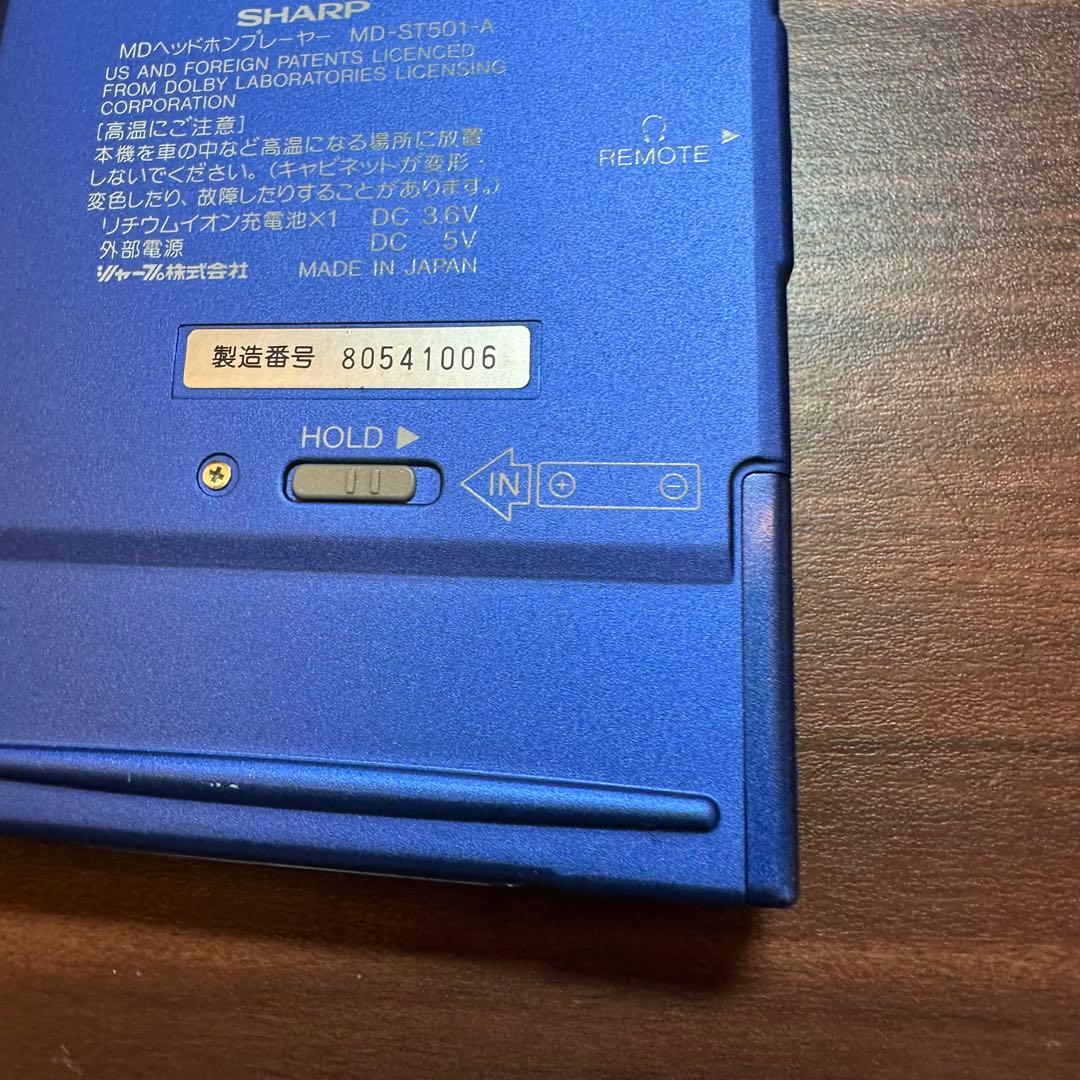 SHARP
MDヘッドホンプレーヤー MD-ST501-A
US AND FOREIGN PATENTS LICENCED
FROM DOLBY LABORATORIES LICENSING
CORPORATION
[高温にご注意]
本機を車の中など高温になる場所に放置
しないでください。(キャビネットが変形・
変色したり、故障したりすることがあります。)
リチウムイオン充電池×1 DC 3.6V
外部電源 DC 5V
シャープ株式会社 MADE IN JAPAN
REMOTE
製造番号 80541006
HOLD
IN ⊕ ⊖